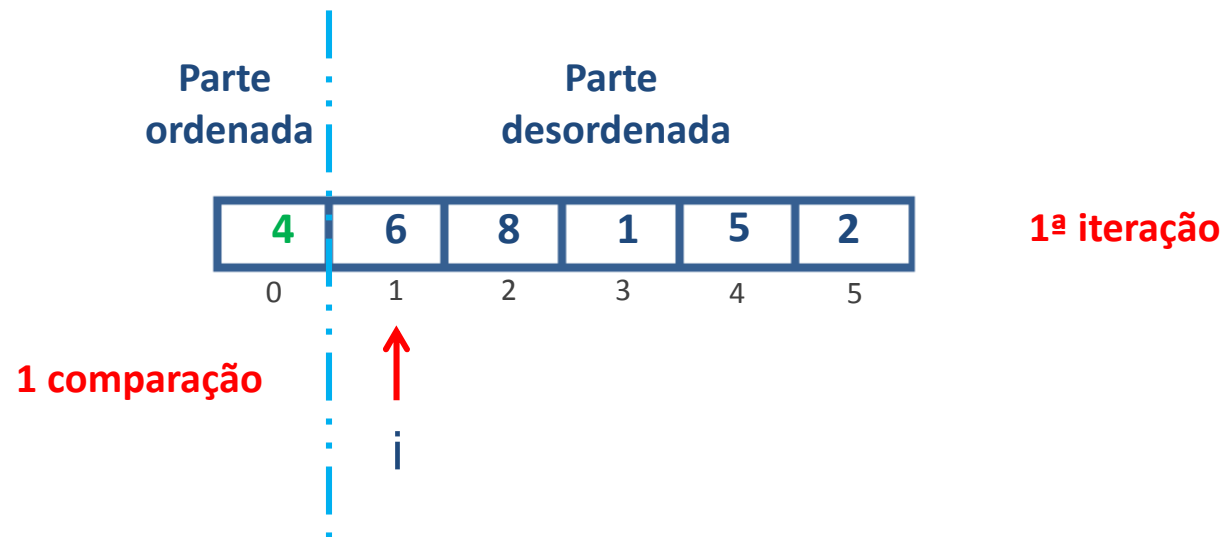 Parte
ordenada
Parte
desordenada
4 6 8 1 5 2
1ª iteração
0 1 2 3 4 5
1 comparação
i